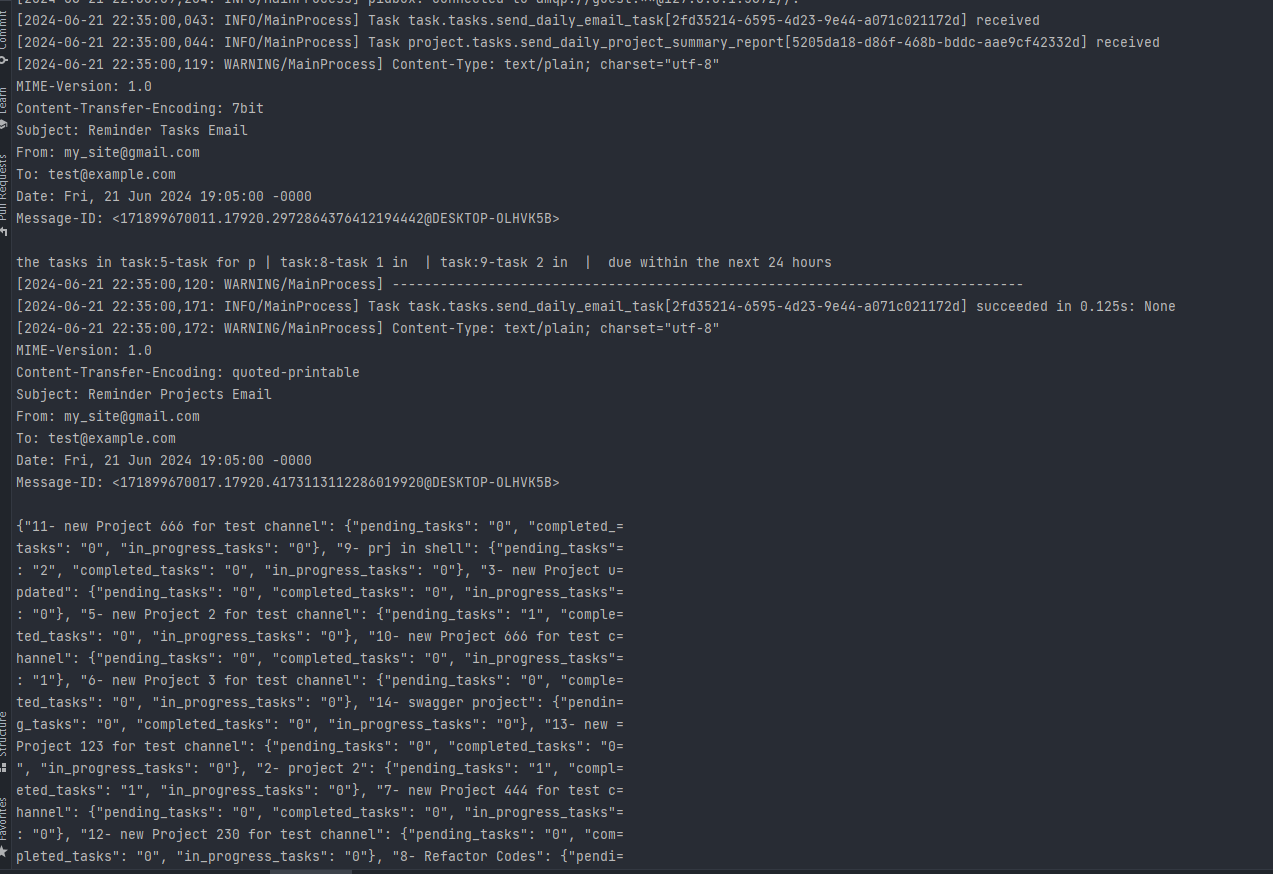 [2024-06-21 22:35:00,043: INFO/MainProcess] Task task.tasks.send_daily_email_task[2fd35214-6595-4d23-9e44-a071c021172d] received
[2024-06-21 22:35:00,044: INFO/MainProcess] Task project.tasks.send_daily_project_summary_report[5205da18-d86f-468b-bddc-aae9cf42332d] received
[2024-06-21 22:35:00,119: WARNING/MainProcess] Content-Type: text/plain; charset="utf-8"
MIME-Version: 1.0
Content-Transfer-Encoding: 7bit
Subject: Reminder Tasks Email
From: my_site@gmail.com
To: test@example.com
Date: Fri, 21 Jun 2024 19:05:00 -0000
Message-ID: <171899670011.17920.2972864376412194442@DESKTOP-OLHVK5B>
the tasks in task:5-task for p | task:8-task 1 in  | task:9-task 2 in  |  due within the next 24 hours
[2024-06-21 22:35:00,120: WARNING/MainProcess] -------------------------------------------------------------------------------
[2024-06-21 22:35:00,171: INFO/MainProcess] Task task.tasks.send_daily_email_task[2fd35214-6595-4d23-9e44-a071c021172d] succeeded in 0.125s: None
[2024-06-21 22:35:00,172: WARNING/MainProcess] Content-Type: text/plain; charset="utf-8"
MIME-Version: 1.0
Content-Transfer-Encoding: quoted-printable
Subject: Reminder Projects Email
From: my_site@gmail.com
To: test@example.com
Date: Fri, 21 Jun 2024 19:05:00 -0000
Message-ID: <171899670017.17920.4173113112286019920@DESKTOP-OLHVK5B>
{"11- new Project 666 for test channel": {"pending_tasks": "0", "completed_=
tasks": "0", "in_progress_tasks": "0"}, "9- prj in shell": {"pending_tasks"=
: "2", "completed_tasks": "0", "in_progress_tasks": "0"}, "3- new Project u=
pdated": {"pending_tasks": "0", "completed_tasks": "0", "in_progress_tasks"=
: "0"}, "5- new Project 2 for test channel": {"pending_tasks": "1", "comple=
ted_tasks": "0", "in_progress_tasks": "0"}, "10- new Project 666 for test c=
hannel": {"pending_tasks": "0", "completed_tasks": "0", "in_progress_tasks"=
: "1"}, "6- new Project 3 for test channel": {"pending_tasks": "0", "comple=
ted_tasks": "0", "in_progress_tasks": "0"}, "14- swagger project": {"pendin=
g_tasks": "0", "completed_tasks": "0", "in_progress_tasks": "0"}, "13- new =
Project 123 for test channel": {"pending_tasks": "0", "completed_tasks": "0=
", "in_progress_tasks": "0"}, "2- project 2": {"pending_tasks": "1", "compl=
eted_tasks": "1", "in_progress_tasks": "0"}, "7- new Project 444 for test c=
hannel": {"pending_tasks": "0", "completed_tasks": "0", "in_progress_tasks"=
: "0"}, "12- new Project 230 for test channel": {"pending_tasks": "0", "com=
pleted_tasks": "0", "in_progress_tasks": "0"}, "8- Refactor Codes": {"pendi=
Commit
Learn
Pull Requests
Structure
Favorites